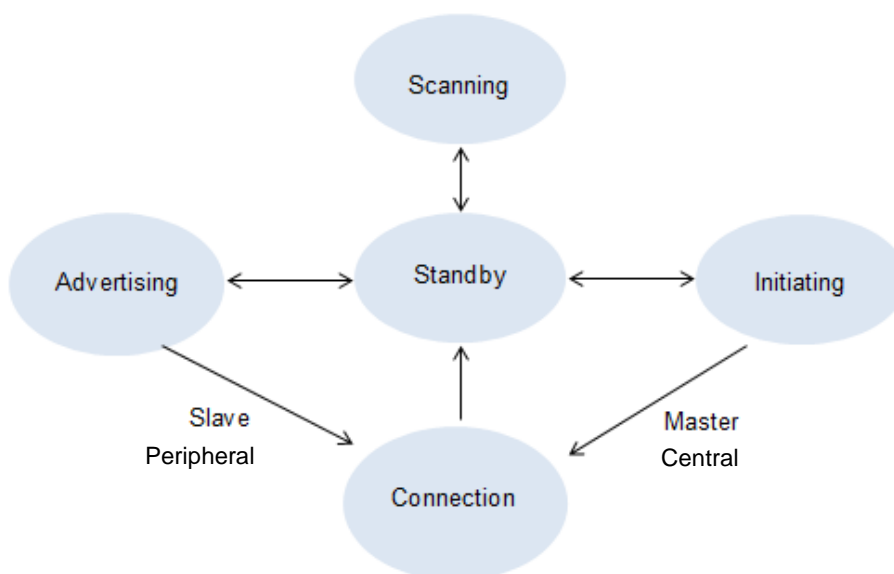 Scanning
Advertising
Standby
Initiating
Slave
Peripheral
Master
Central
Connection